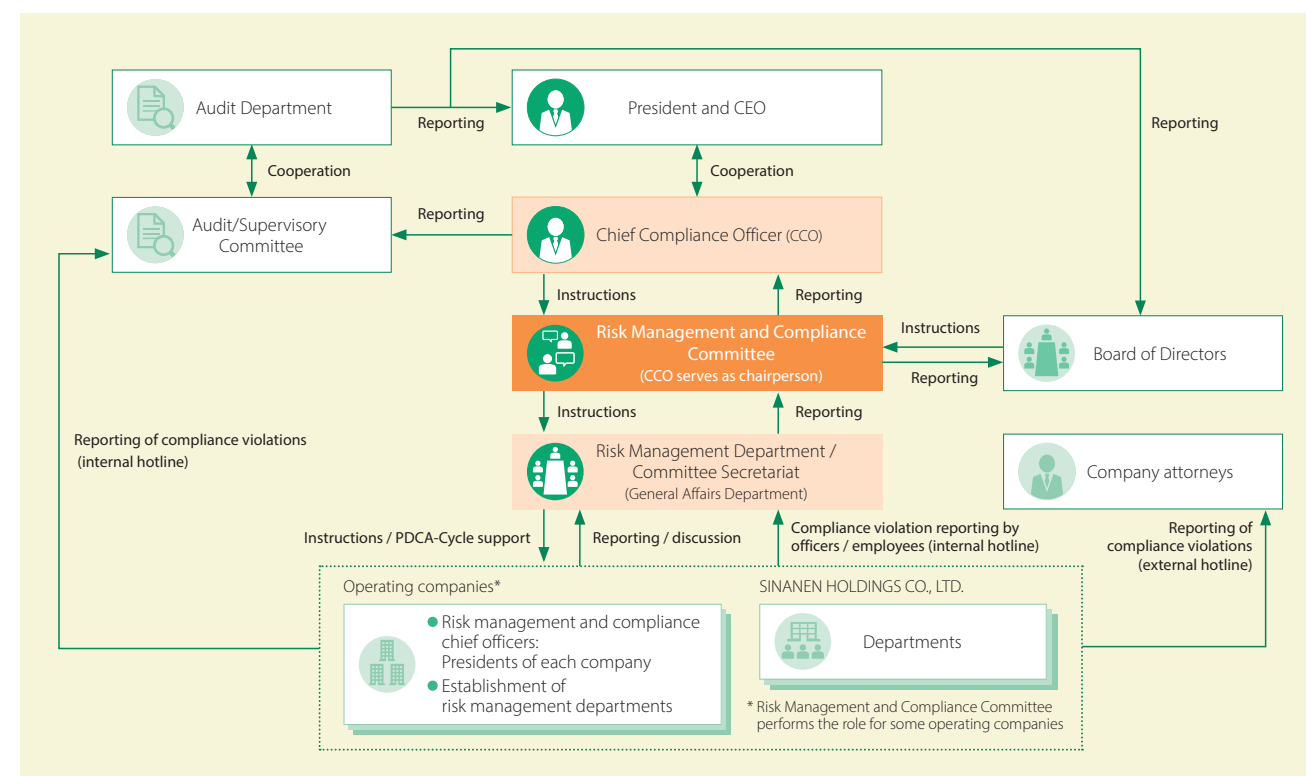 Audit Department
Reporting
President and CEO
Reporting
Cooperation
Cooperation
Audit/Supervisory
Committee
Reporting
Chief Compliance Officer (CCO)
Instructions
Reporting
Risk Management and Compliance
Committee
(CCO serves as chairperson)
Instructions
Reporting
Board of Directors
Instructions
Reporting
Reporting of compliance violations
(internal hotline)
Risk Management Department /
Committee Secretariat
(General Affairs Department)
Company attorneys
Instructions / PDCA-Cycle support
Reporting / discussion
Compliance violation reporting by
officers / employees (internal hotline)
Reporting of
compliance violations
(external hotline)
Operating companies*
Risk management and compliance
chief officers:
Presidents of each company
Establishment of
risk management departments
SINANEN HOLDINGS CO., LTD.
Departments
* Risk Management and Compliance Committee
performs the role for some operating companies